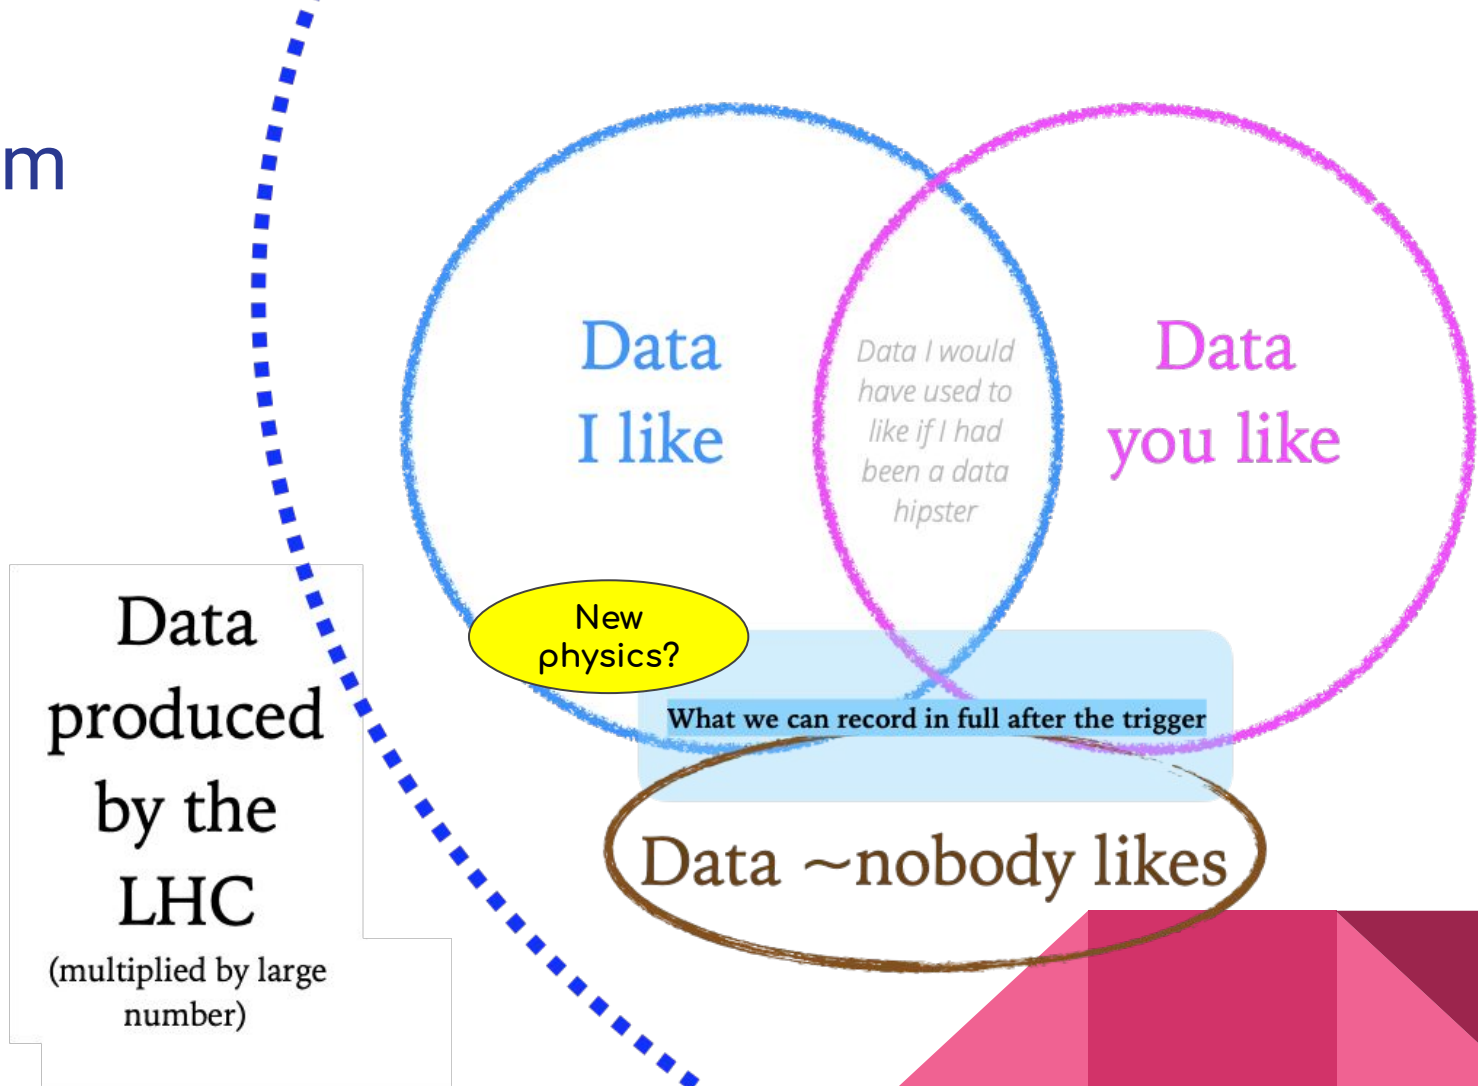 m
Data
I like
Data I would
have used to
like if I had
been a data
hipster
Data
you like
New
physics?
What we can record in full after the trigger
Data ~nobody likes
Data
produced
by the
LHC
(multiplied by large
number)